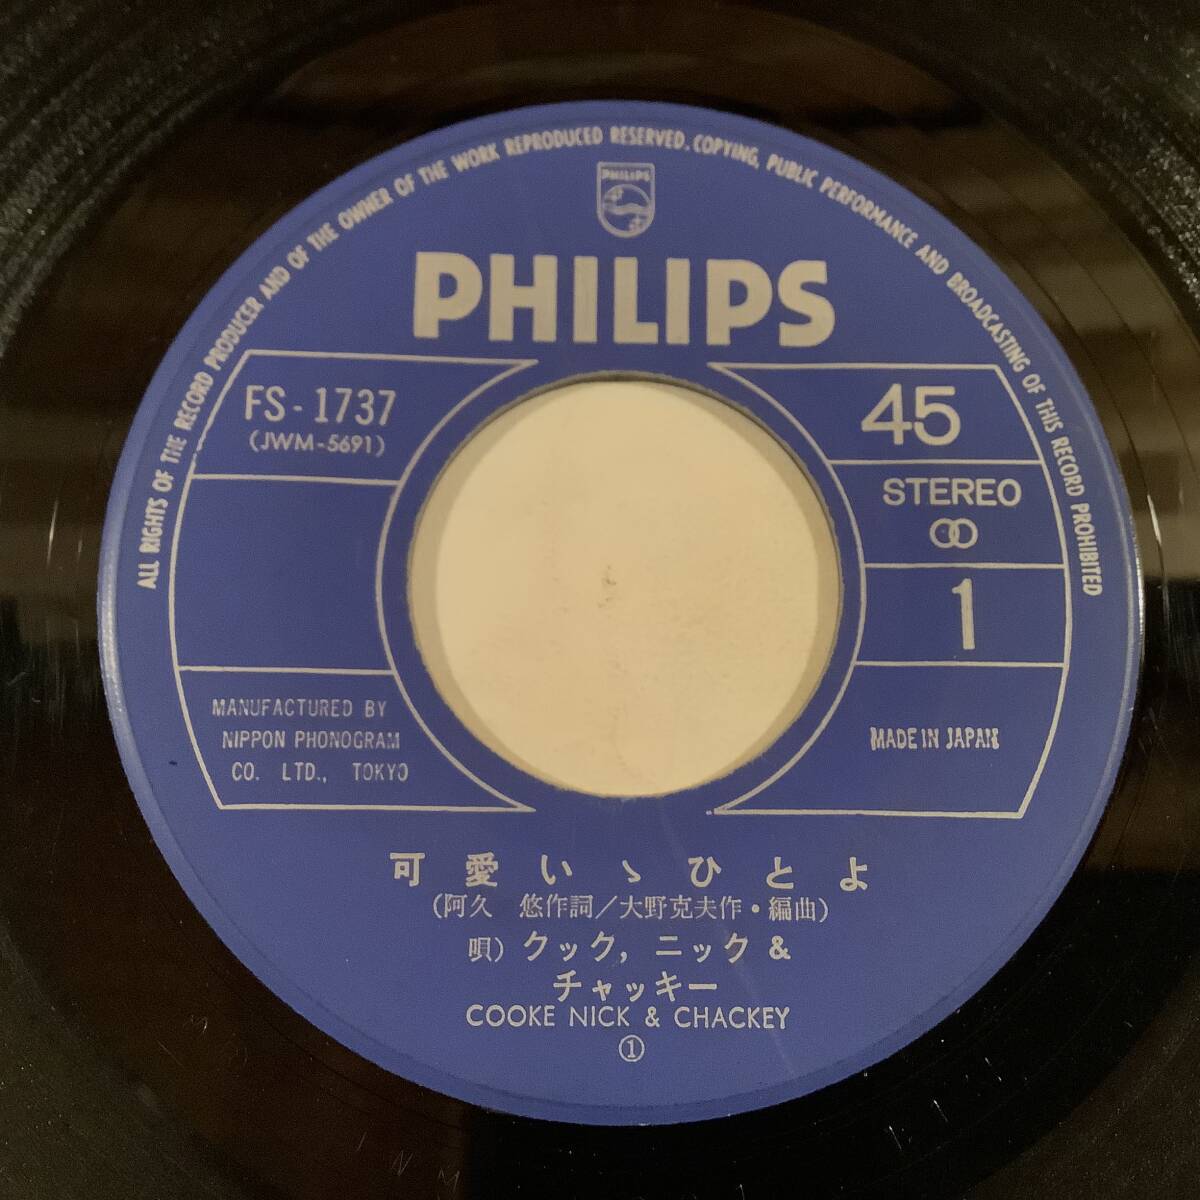 ALL RIGHTS OF THE RECORD PRODUCER AND OF THE OWNER OF THE WORK REPRODUCED RESERVED. COPYING, PUBLIC PERFORMANCE AND BROADCASTING OF THIS RECORD PROHIBITED
PHILIPS
PHILIPS
FS-1737
(JWM-5691)
45
STEREO
1
MANUFACTURED BY
NIPPON PHONOGRAM
CO. LTD., TOKYO
MADE IN JAPAN
可愛いゝひとよ
(阿久 悠作詞/大野克夫作・編曲)
唄) クック, ニック &
チャッキー
COOKE NICK & CHACKEY
①